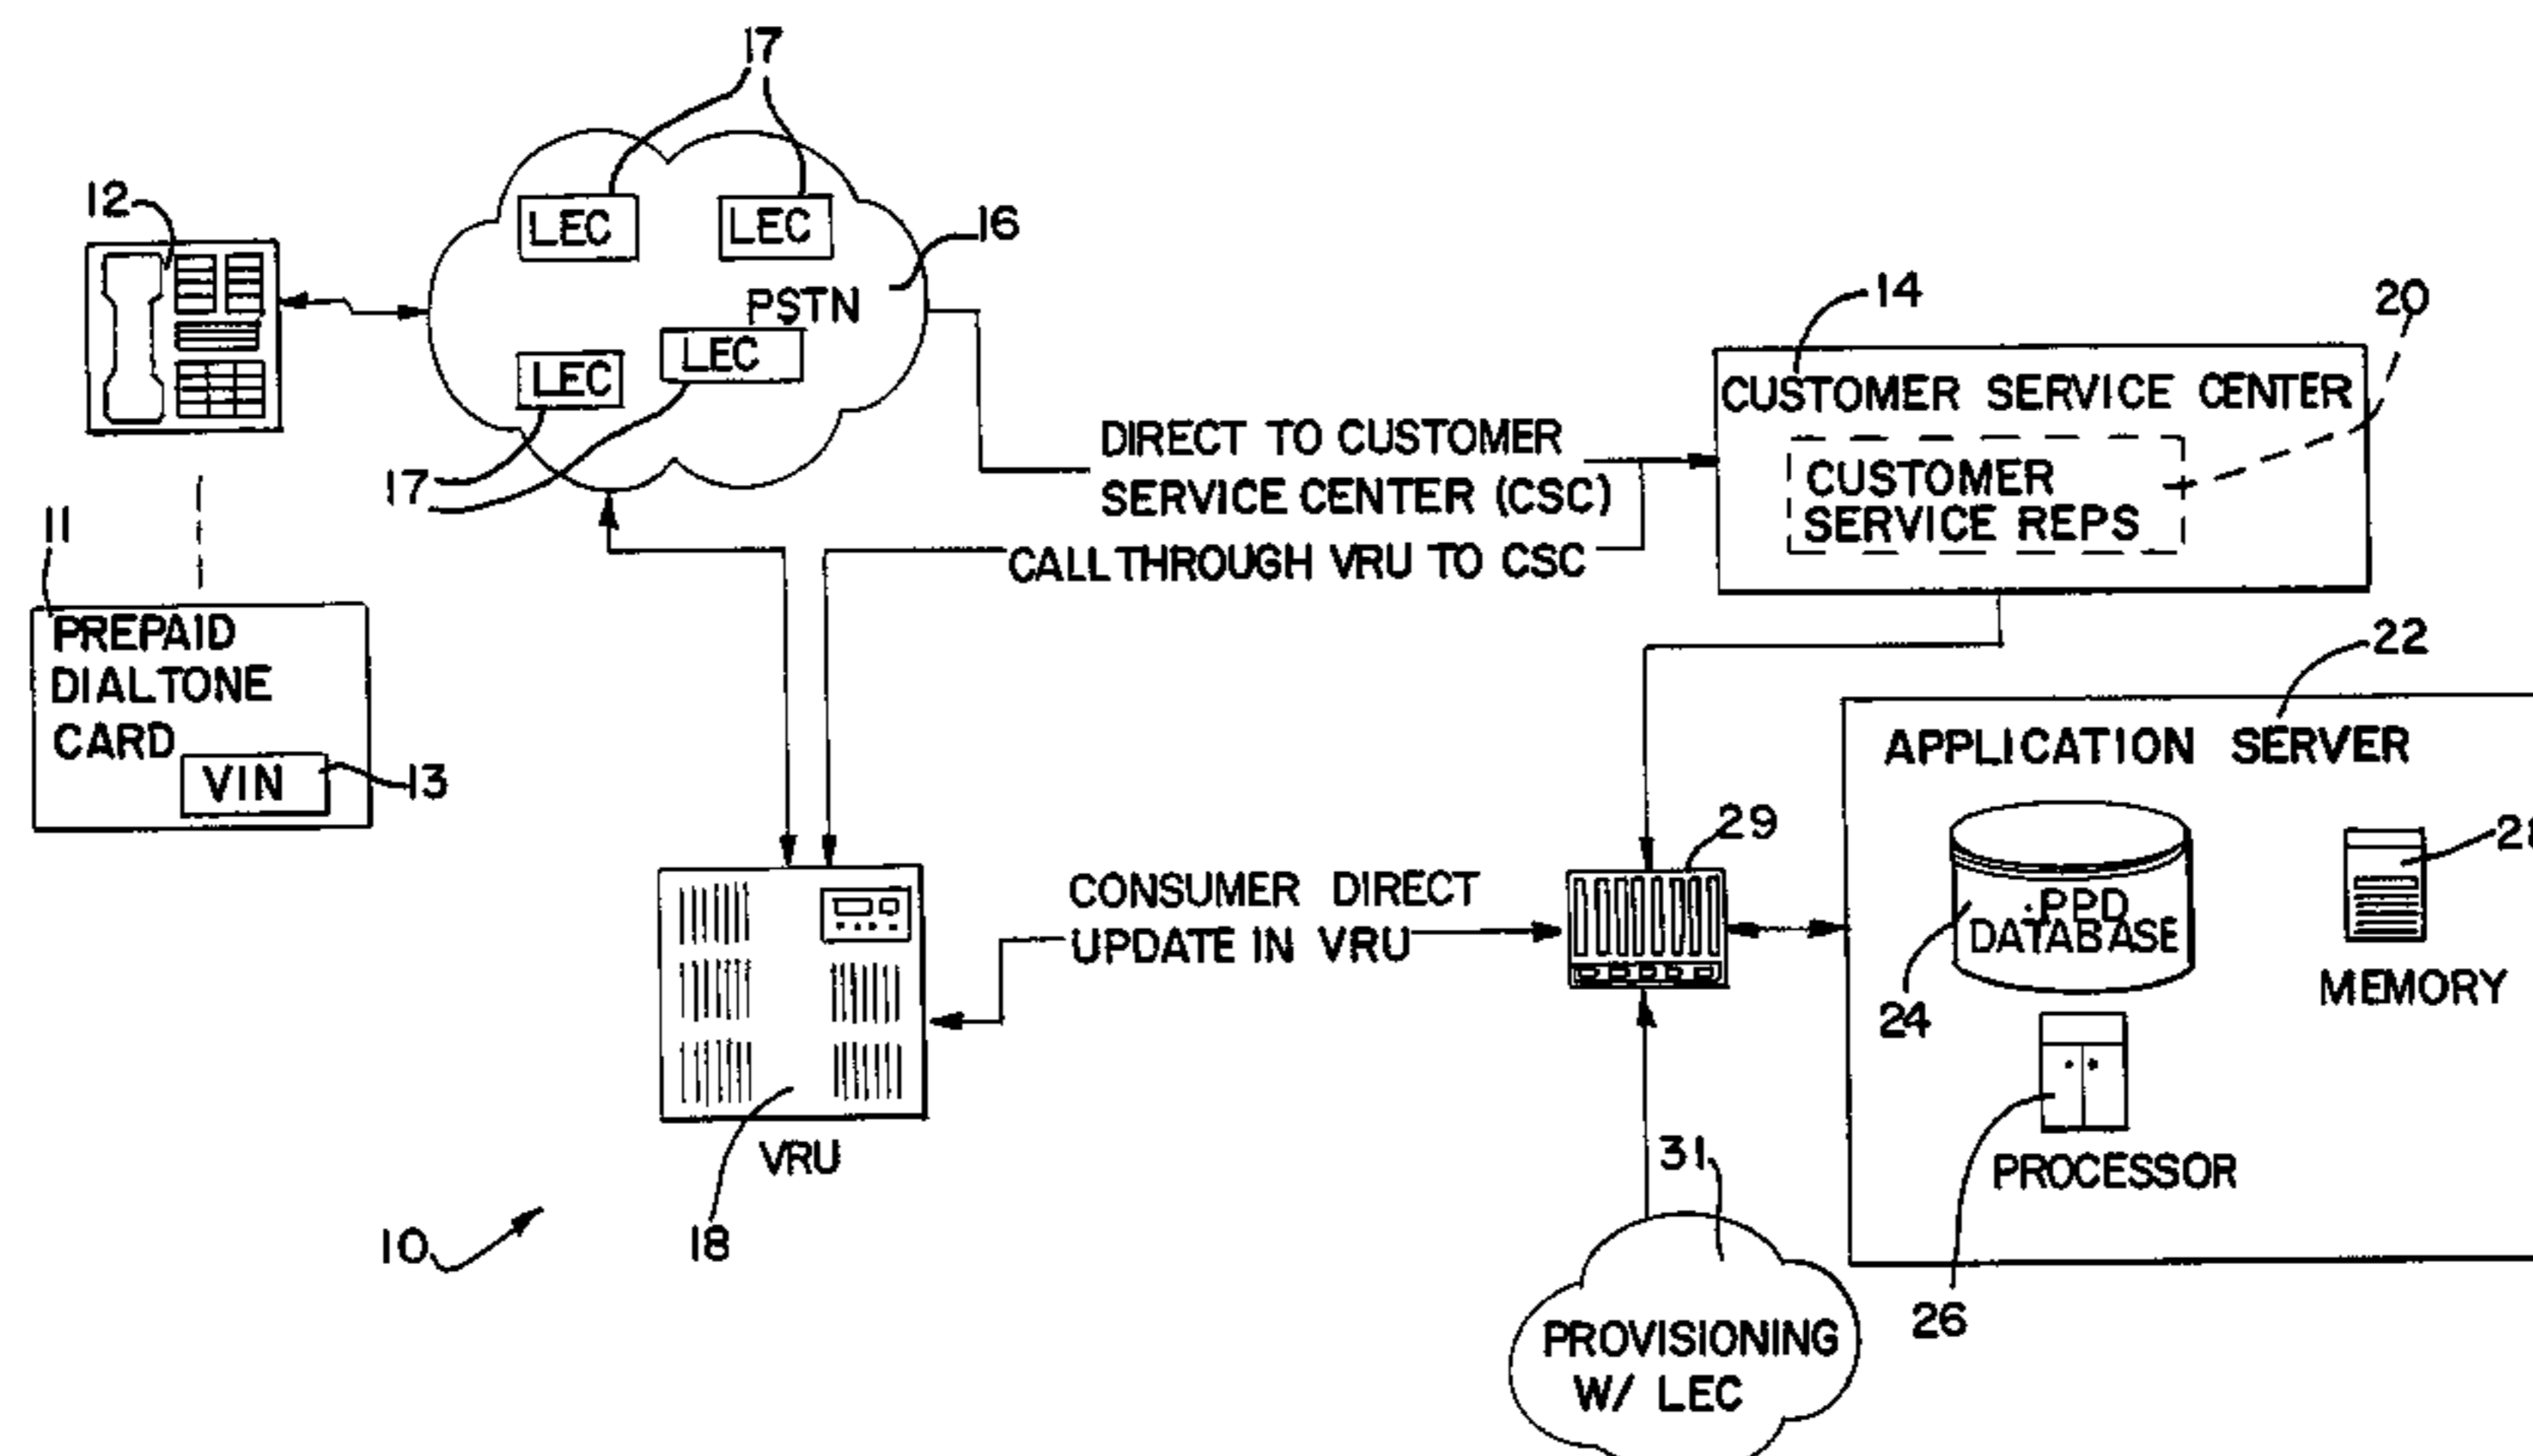 17
12
LEC
LEC
16
PSTN
LEC
LEC
17
14
20
CUSTOMER SERVICE CENTER
CUSTOMER
SERVICE REPS
DIRECT TO CUSTOMER
SERVICE CENTER (CSC)
CALL THROUGH VRU TO CSC
11
PREPAID
DIALTONE
CARD
VIN
13
22
APPLICATION SERVER
29
PPD
DATABASE
24
MEMORY
CONSUMER DIRECT
UPDATE IN VRU
VRU
18
10
31
PROCESSOR
26
PROVISIONING
W/ LEC